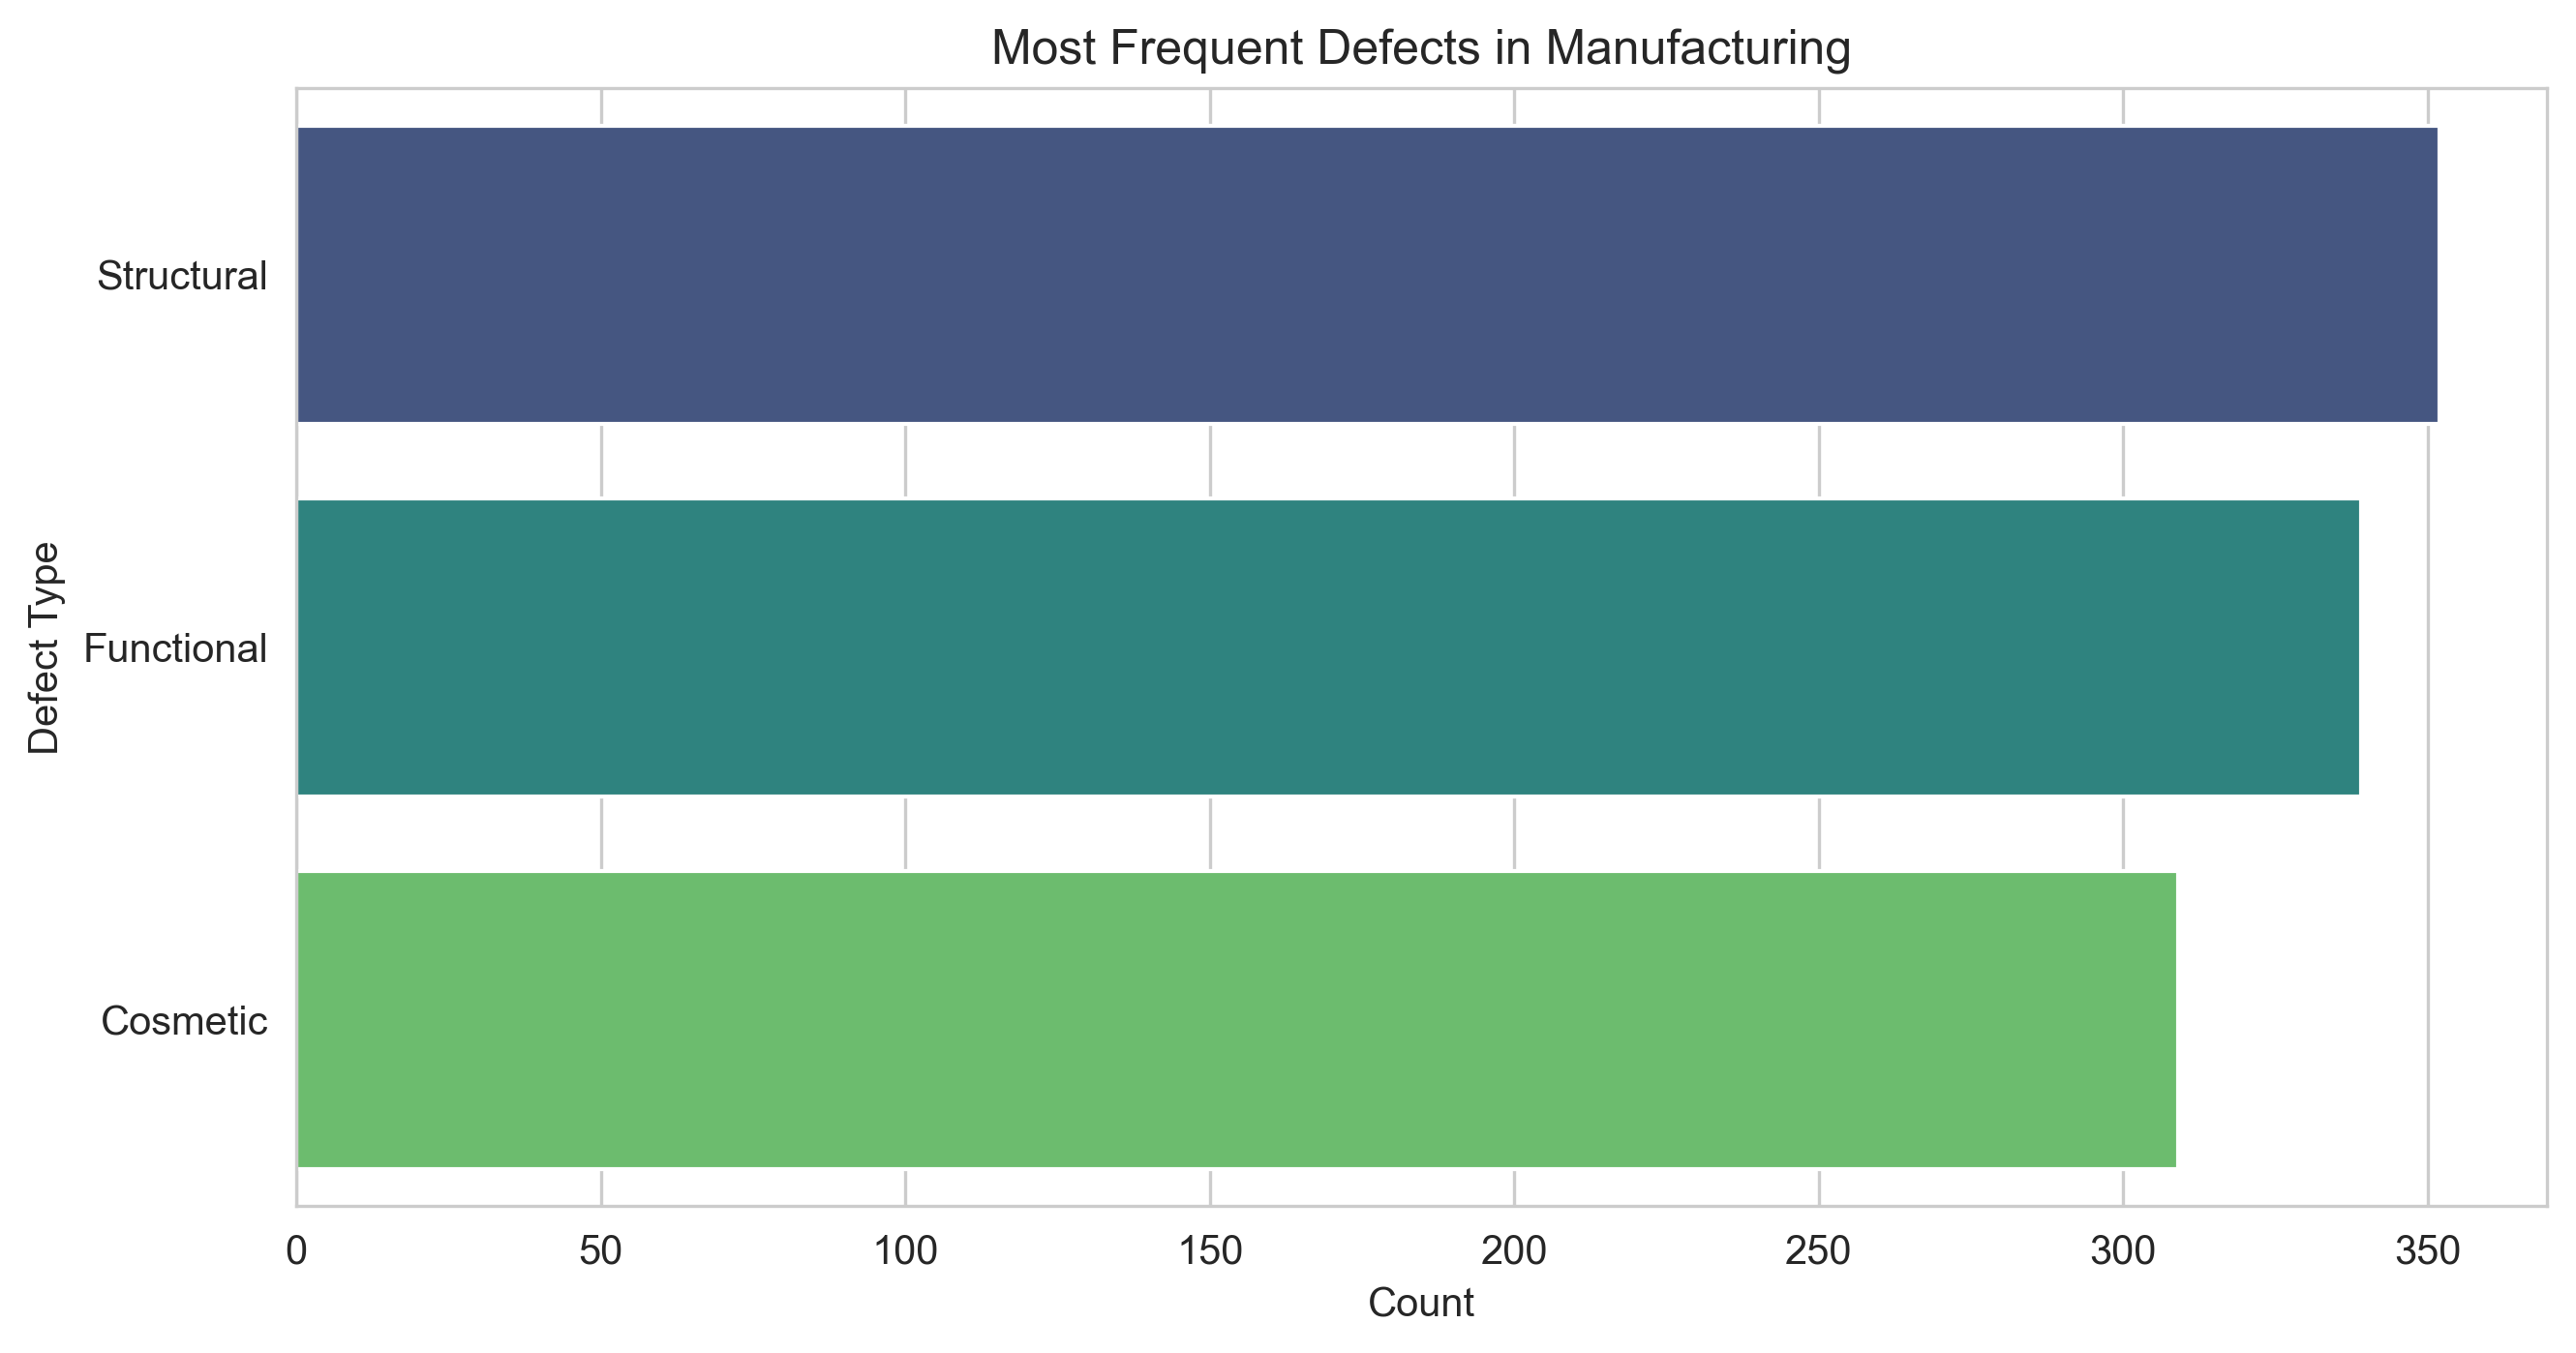 Most Frequent Defects in Manufacturing
Defect Type
Structural
Functional
Cosmetic
0 50 100 150 200 250 300 350
Count